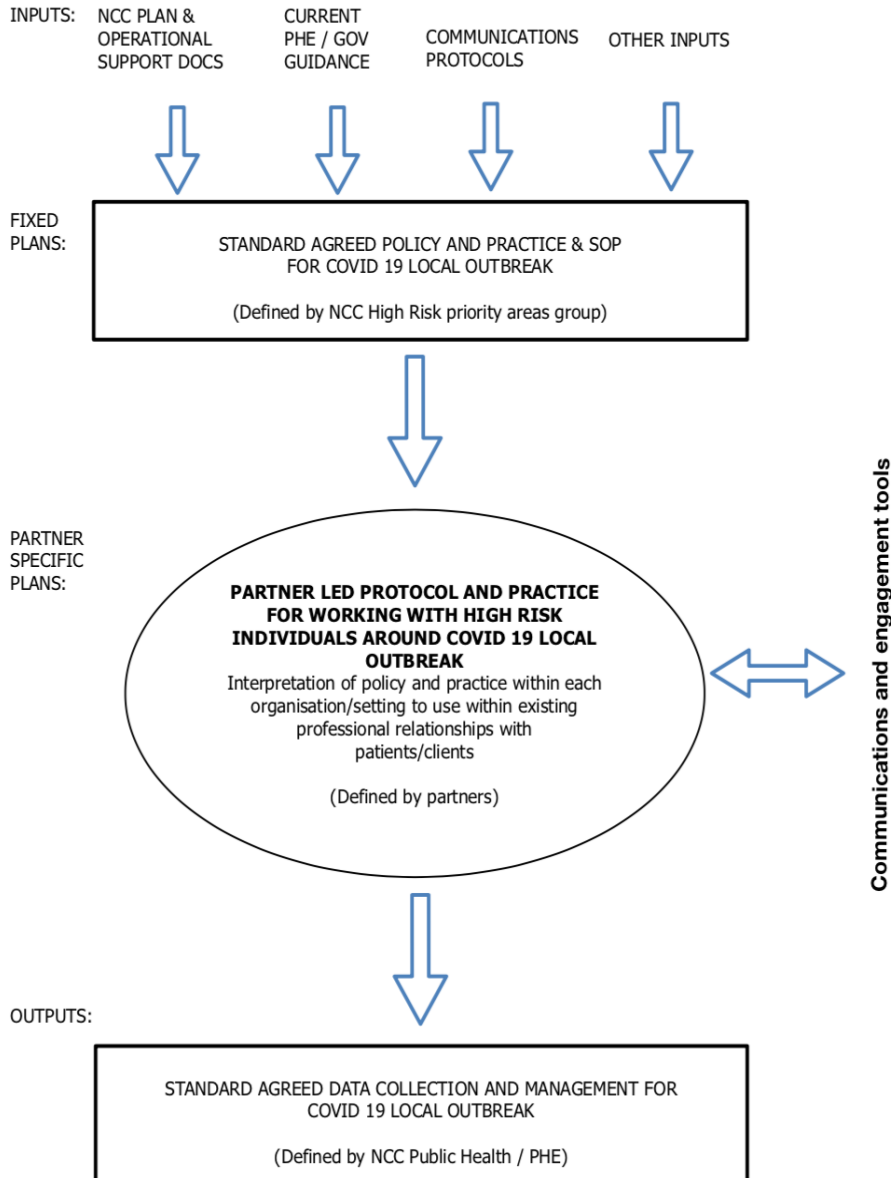 INPUTS:
NCC PLAN &
OPERATIONAL
SUPPORT DOCS
CURRENT
PHE / GOV
GUIDANCE
COMMUNICATIONS
PROTOCOLS
OTHER INPUTS
FIXED
PLANS:
STANDARD AGREED POLICY AND PRACTICE & SOP
FOR COVID 19 LOCAL OUTBREAK
(Defined by NCC High Risk priority areas group)
PARTNER
SPECIFIC
PLANS:
PARTNER LED PROTOCOL AND PRACTICE
FOR WORKING WITH HIGH RISK
INDIVIDUALS AROUND COVID 19 LOCAL
OUTBREAK
Interpretation of policy and practice within each
organisation/setting to use within existing
professional relationships with
patients/clients
(Defined by partners)
Communications and engagement tools
OUTPUTS:
STANDARD AGREED DATA COLLECTION AND MANAGEMENT FOR
COVID 19 LOCAL OUTBREAK
(Defined by NCC Public Health / PHE)